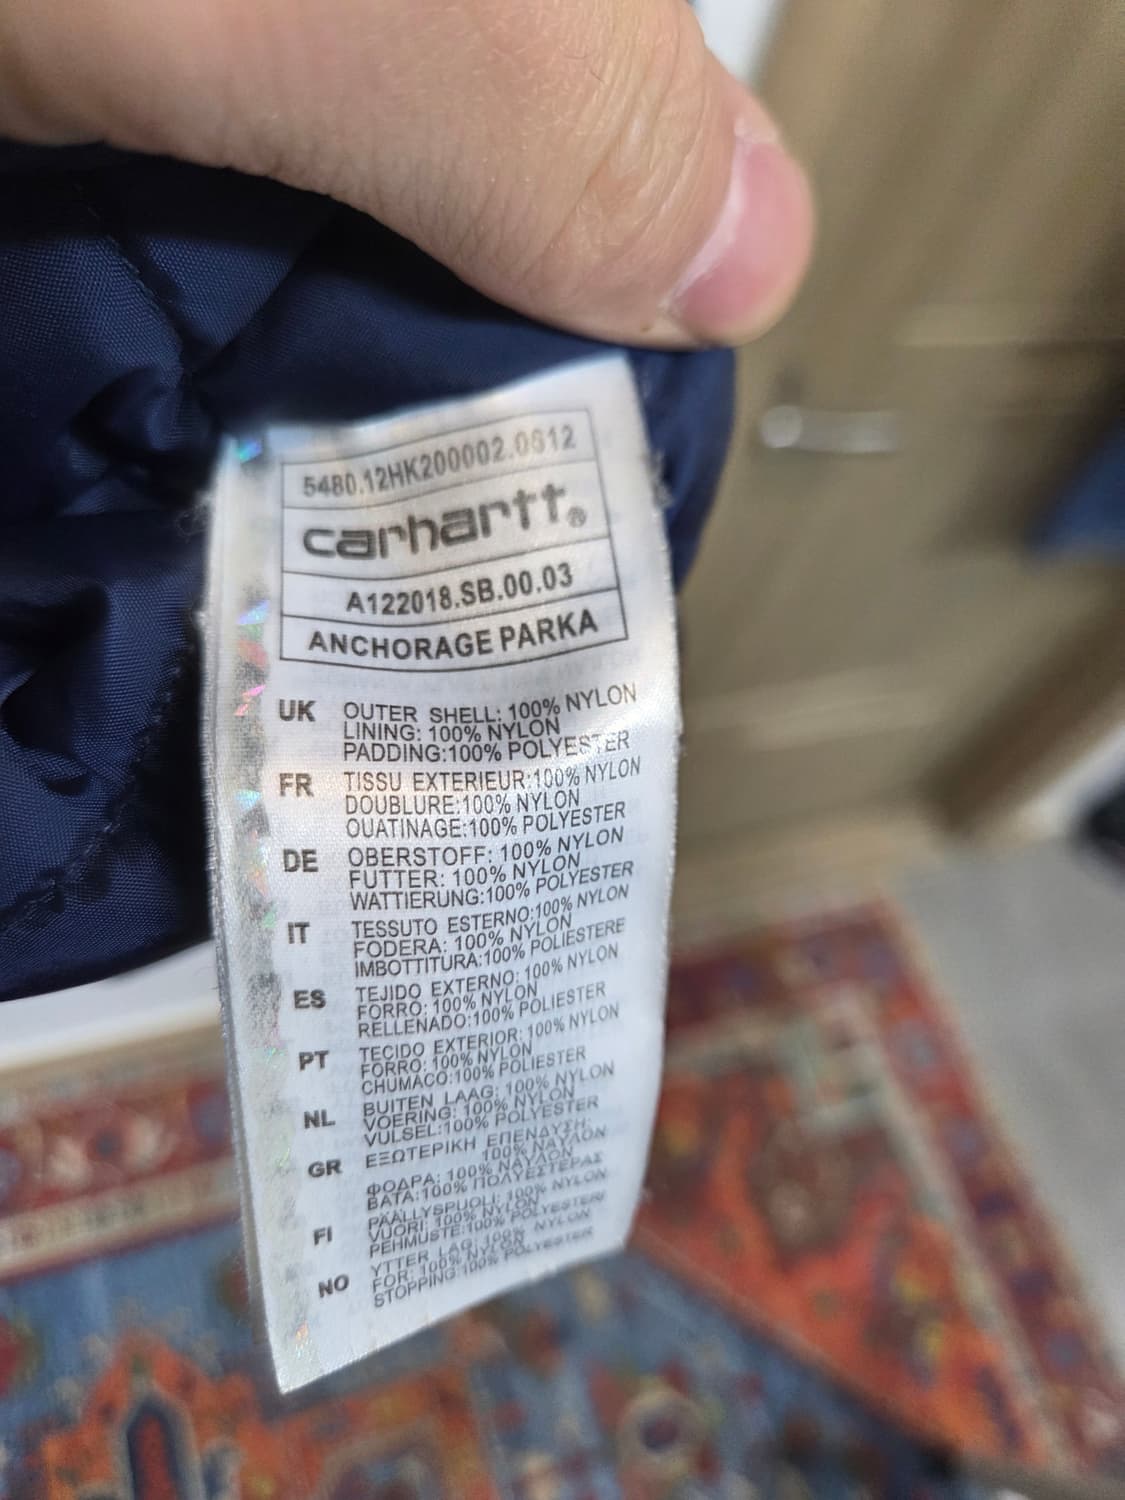 5480.12HK200002.0612
carhartt®
A122018.SB.00.03
ANCHORAGE PARKA
UK OUTER SHELL: 100% NYLON
LINING: 100% NYLON
PADDING:100% POLYESTER
FR TISSU EXTERIEUR:100% NYLON
DOUBLURE:100% NYLON
OUATINAGE:100% POLYESTER
DE OBERSTOFF: 100% NYLON
FUTTER: 100% NYLON
WATTIERUNG:100% POLYESTER
IT TESSUTO ESTERNO:100% NYLON
FODERA: 100% NYLON
IMBOTTITURA:100% POLIESTERE
ES TEJIDO EXTERNO: 100% NYLON
FORRO: 100% NYLON
RELLENADO:100% POLIESTER
PT TECIDO EXTERIOR: 100% NYLON
FORRO: 100% NYLON
CHUMACO:100% POLIESTER
NL BUITEN LAAG: 100% NYLON
VOERING: 100% NYLON
VULSEL:100% POLYESTER
GR ΕΞΩΤΕΡΙΚΗ ΕΠΕΝΔΥΣΗ:
100% ΝΑΥΛΟΝ
ΦΟΔΡΑ: 100% ΝΑΥΛΟΝ
ΒΑΤΑ:100% ΠΟΛΥΕΣΤΕΡΑΣ
FI PÄÄLLYSPUOLI: 100% NYLON
VUORI: 100% NYLON
PEHMUSTE:100% POLYESTERI
NO YTTER LAG: 100% NYLON
FOR: 100% NYLON
STOPPING:100% POLYESTER